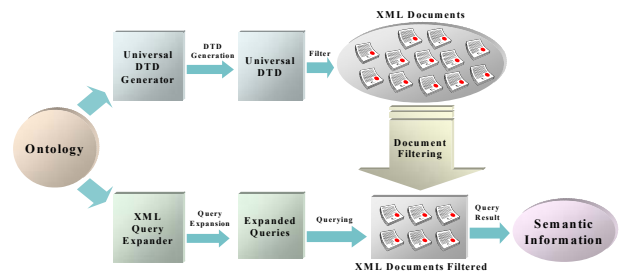 XML Documents
Universal
DTD
Generator
DTD
Generation
Universal
DTD
Filter
Ontology
Document
Filtering
XML
Query
Expander
Query
Expansion
Expanded
Queries
Querying
Query
Result
Semantic
Information
XML Documents Filtered